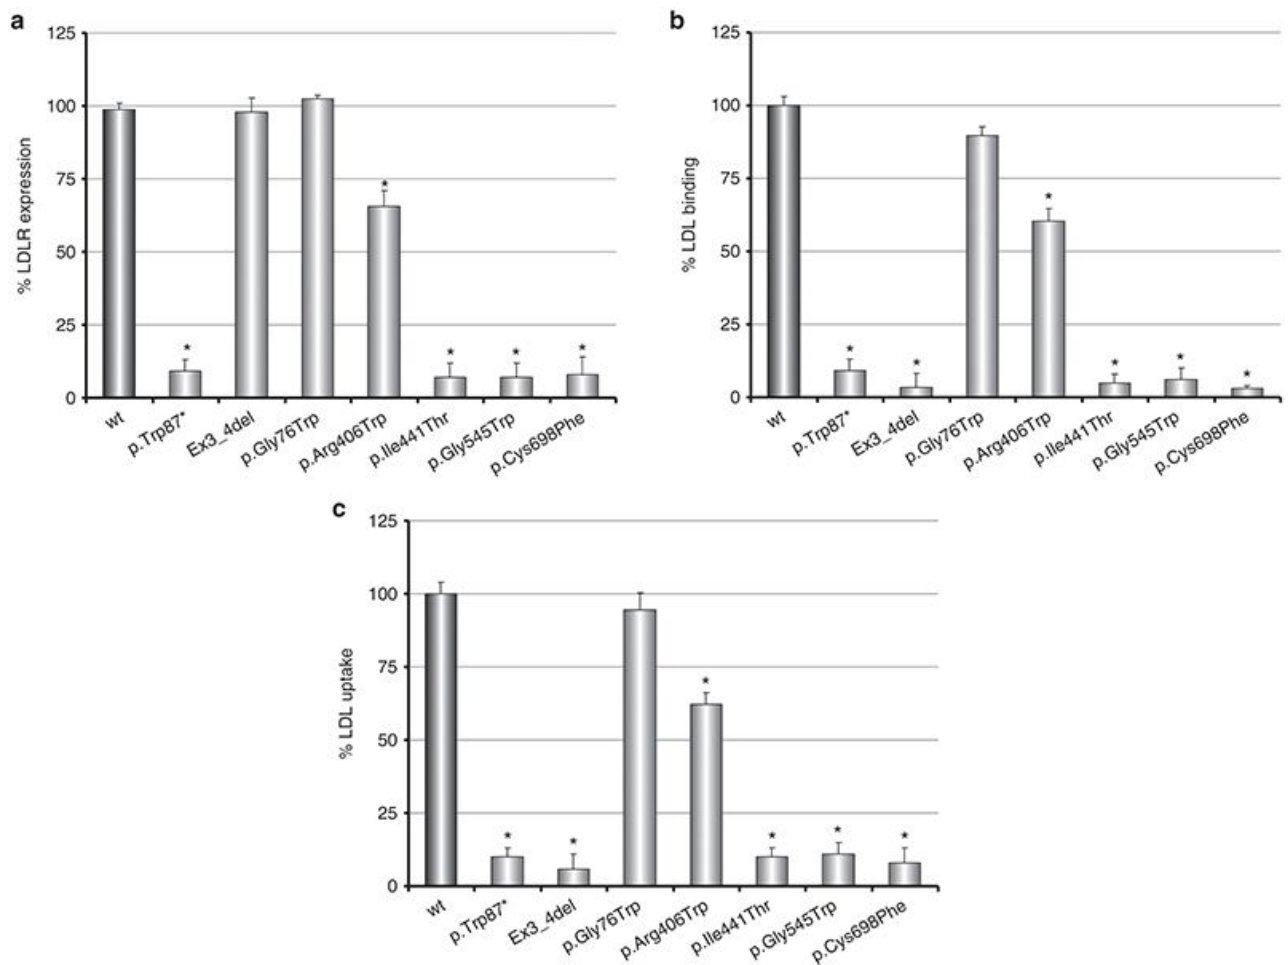 a
125
100
75
50
25
0
% LDLR expression
* * * * *
wt p.Trp87* Ex3_4del p.Gly76Trp p.Arg406Trp p.Ile441Thr p.Gly545Trp p.Cys698Phe
b
125
100
75
50
25
0
% LDL binding
* * * * * *
wt p.Trp87* Ex3_4del p.Gly76Trp p.Arg406Trp p.Ile441Thr p.Gly545Trp p.Cys698Phe
c
125
100
75
50
25
0
% LDL uptake
* * * * * *
wt p.Trp87* Ex3_4del p.Gly76Trp p.Arg406Trp p.Ile441Thr p.Gly545Trp p.Cys698Phe